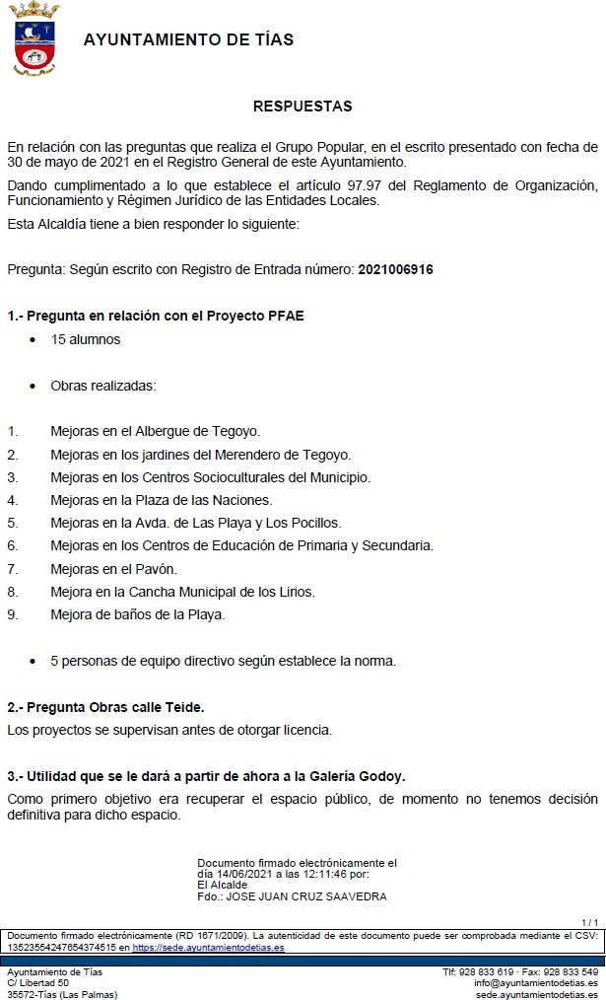 AYUNTAMIENTO DE TÍAS
RESPUESTAS
En relación con las preguntas que realiza el Grupo Popular, en el escrito presentado con fecha de
30 de mayo de 2021 en el Registro General de este Ayuntamiento.
Dando cumplimentado a lo que establece el artículo 97.97 del Reglamento de Organización,
Funcionamiento y Régimen Jurídico de las Entidades Locales.
Esta Alcaldía tiene a bien responder lo siguiente:
Pregunta: Según escrito con Registro de Entrada número: 2021006916
1.- Pregunta en relación con el Proyecto PFAE
• 15 alumnos
• Obras realizadas:
1. Mejoras en el Albergue de Tegoyo.
2. Mejoras en los jardines del Merendero de Tegoyo.
3. Mejoras en los Centros Socioculturales del Municipio.
4. Mejoras en la Plaza de las Naciones.
5. Mejoras en la Avda. de Las Playa y Los Pocillos.
6. Mejoras en los Centros de Educación de Primaria y Secundaria.
7. Mejoras en el Pavón.
8. Mejora en la Cancha Municipal de los Lirios.
9. Mejora de baños de la Playa.
• 5 personas de equipo directivo según establece la norma.
2.- Pregunta Obras calle Teide.
Los proyectos se supervisan antes de otorgar licencia.
3.- Utilidad que se le dará a partir de ahora a la Galería Godoy.
Como primero objetivo era recuperar el espacio público, de momento no tenemos decisión
definitiva para dicho espacio.
Documento firmado electrónicamente el
día 14/06/2021 a las 12:11:46 por:
El Alcalde
Fdo.: JOSE JUAN CRUZ SAAVEDRA
1 / 1
Documento firmado electrónicamente (RD 1671/2009). La autenticidad de este documento puede ser comprobada mediante el CSV:
13523554247654374515 en https://sede.ayuntamientodetias.es
Ayuntamiento de Tías
C/ Libertad 50
35572-Tías (Las Palmas)
Tlf: 928 833 619 · Fax: 928 833 549
info@ayuntamientodetias.es
sede.ayuntamientodetias.es